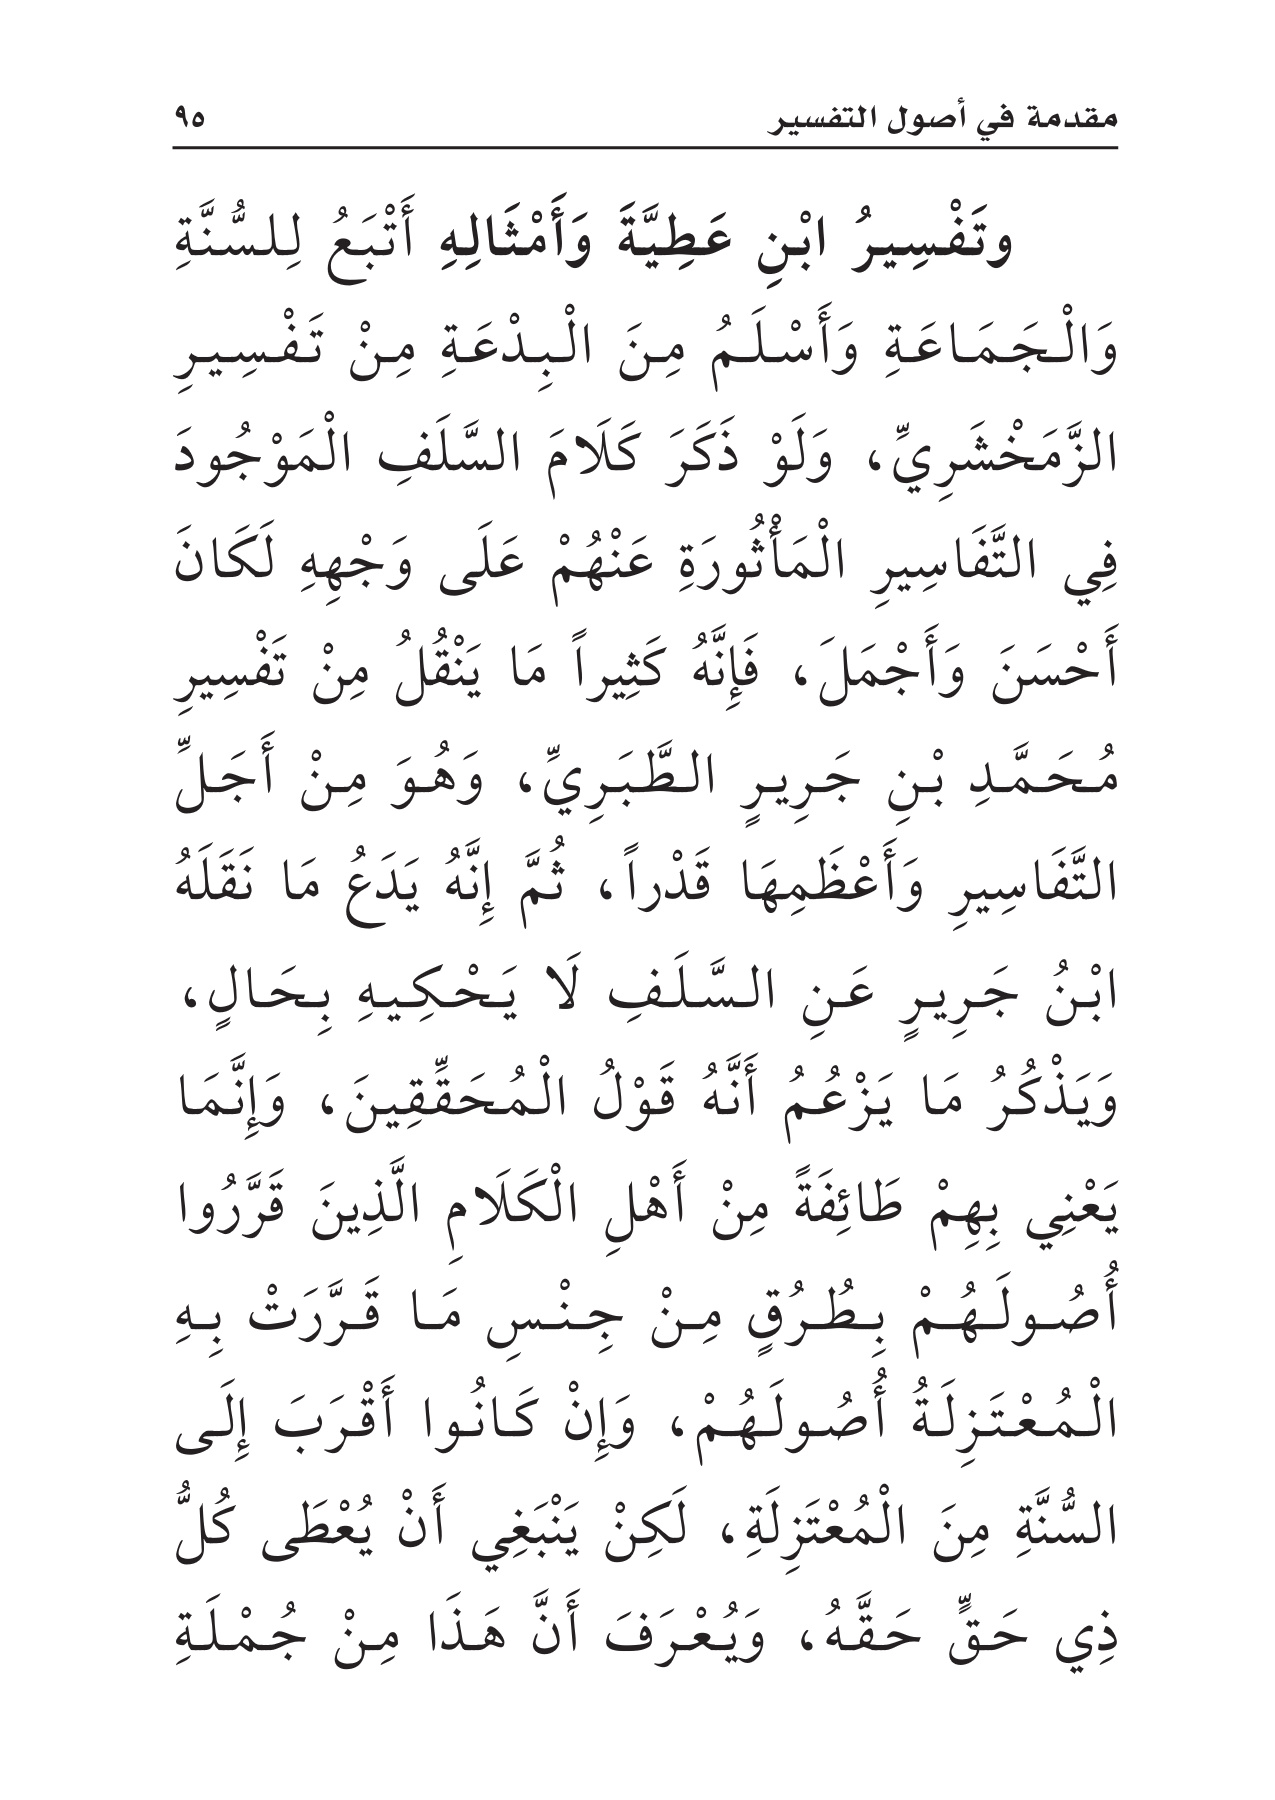 مقدمة في أصول التفسير ٩٥
وتَفْسِيرُ ابْنِ عَطِيَّةَ وَأَمْثَالِهِ أَتْبَعُ لِلسُّنَّةِ
وَالْجَمَاعَةِ وَأَسْلَمُ مِنَ الْبِدْعَةِ مِنْ تَفْسِيرِ
الزَّمَخْشَرِيِّ، وَلَوْ ذَكَرَ كَلَامَ السَّلَفِ الْمَوْجُودَ
فِي التَّفَاسِيرِ الْمَأْثُورَةِ عَنْهُمْ عَلَى وَجْهِهِ لَكَانَ
أَحْسَنَ وَأَجْمَلَ، فَإِنَّهُ كَثِيراً مَا يَنْقُلُ مِنْ تَفْسِيرِ
مُحَمَّدِ بْنِ جَرِيرٍ الطَّبَرِيِّ، وَهُوَ مِنْ أَجَلِّ
التَّفَاسِيرِ وَأَعْظَمِهَا قَدْراً، ثُمَّ إِنَّهُ يَدَعُ مَا نَقَلَهُ
ابْنُ جَرِيرٍ عَنِ السَّلَفِ لَا يَحْكِيهِ بِحَالٍ،
وَيَذْكُرُ مَا يَزْعُمُ أَنَّهُ قَوْلُ الْمُحَقِّقِينَ، وَإِنَّمَا
يَعْنِي بِهِمْ طَائِفَةً مِنْ أَهْلِ الْكَلَامِ الَّذِينَ قَرَّرُوا
أُصُولَهُمْ بِطُرُقٍ مِنْ جِنْسِ مَا قَرَّرَتْ بِهِ
الْمُعْتَزِلَةُ أُصُولَهُمْ، وَإِنْ كَانُوا أَقْرَبَ إِلَى
السُّنَّةِ مِنَ الْمُعْتَزِلَةِ، لَكِنْ يَنْبَغِي أَنْ يُعْطَى كُلُّ
ذِي حَقٍّ حَقَّهُ، وَيُعْرَفَ أَنَّ هَذَا مِنْ جُمْلَةِ